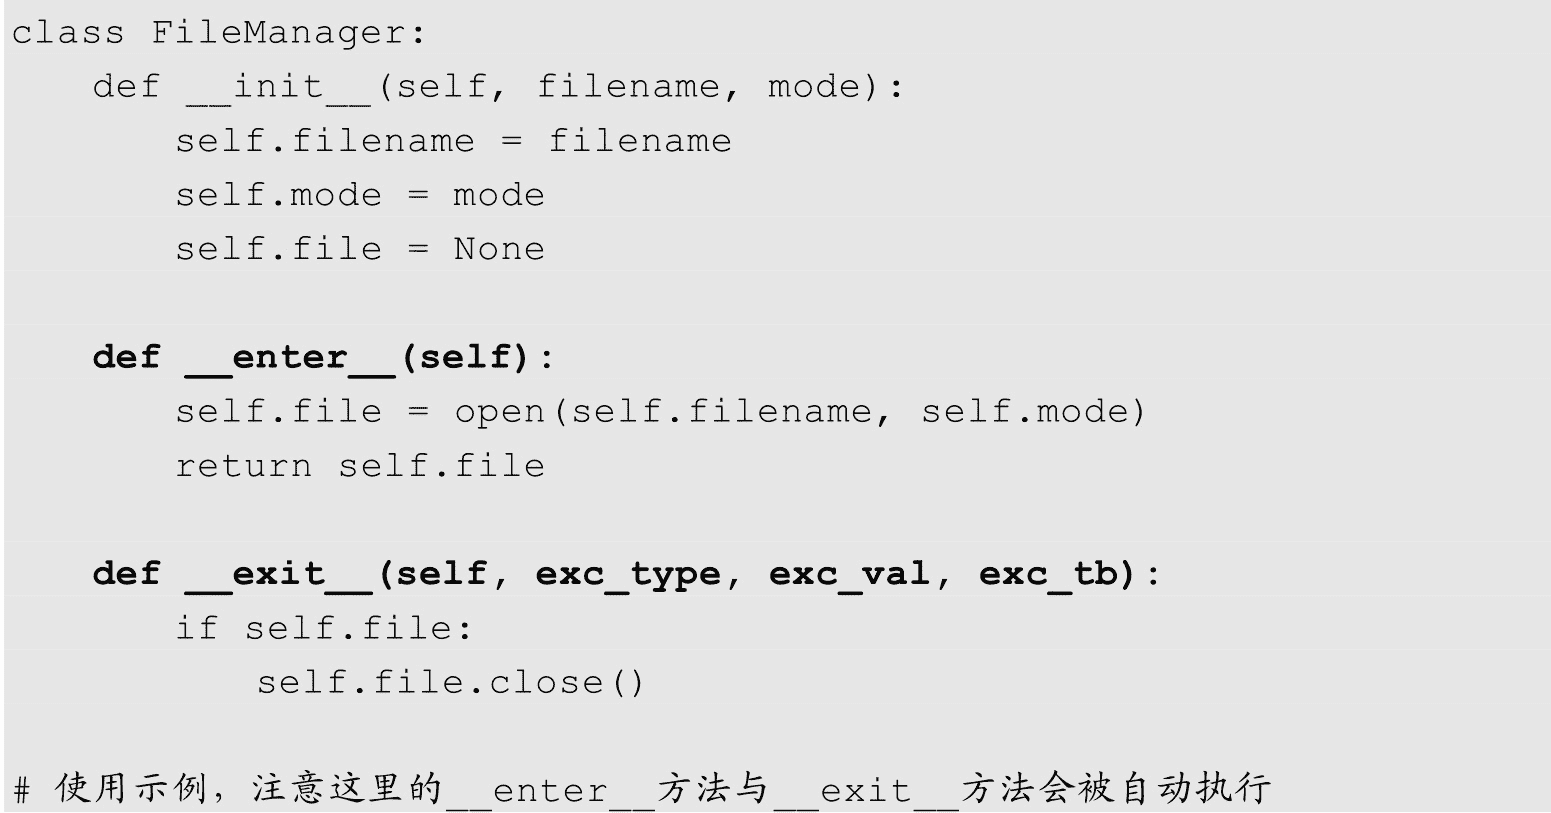 class FileManager:
    def __init__(self, filename, mode):
        self.filename = filename
        self.mode = mode
        self.file = None
    def __enter__(self):
        self.file = open(self.filename, self.mode)
        return self.file
    def __exit__(self, exc_type, exc_val, exc_tb):
        if self.file:
            self.file.close()
# 使用示例，注意这里的__enter__方法与__exit__方法会被自动执行